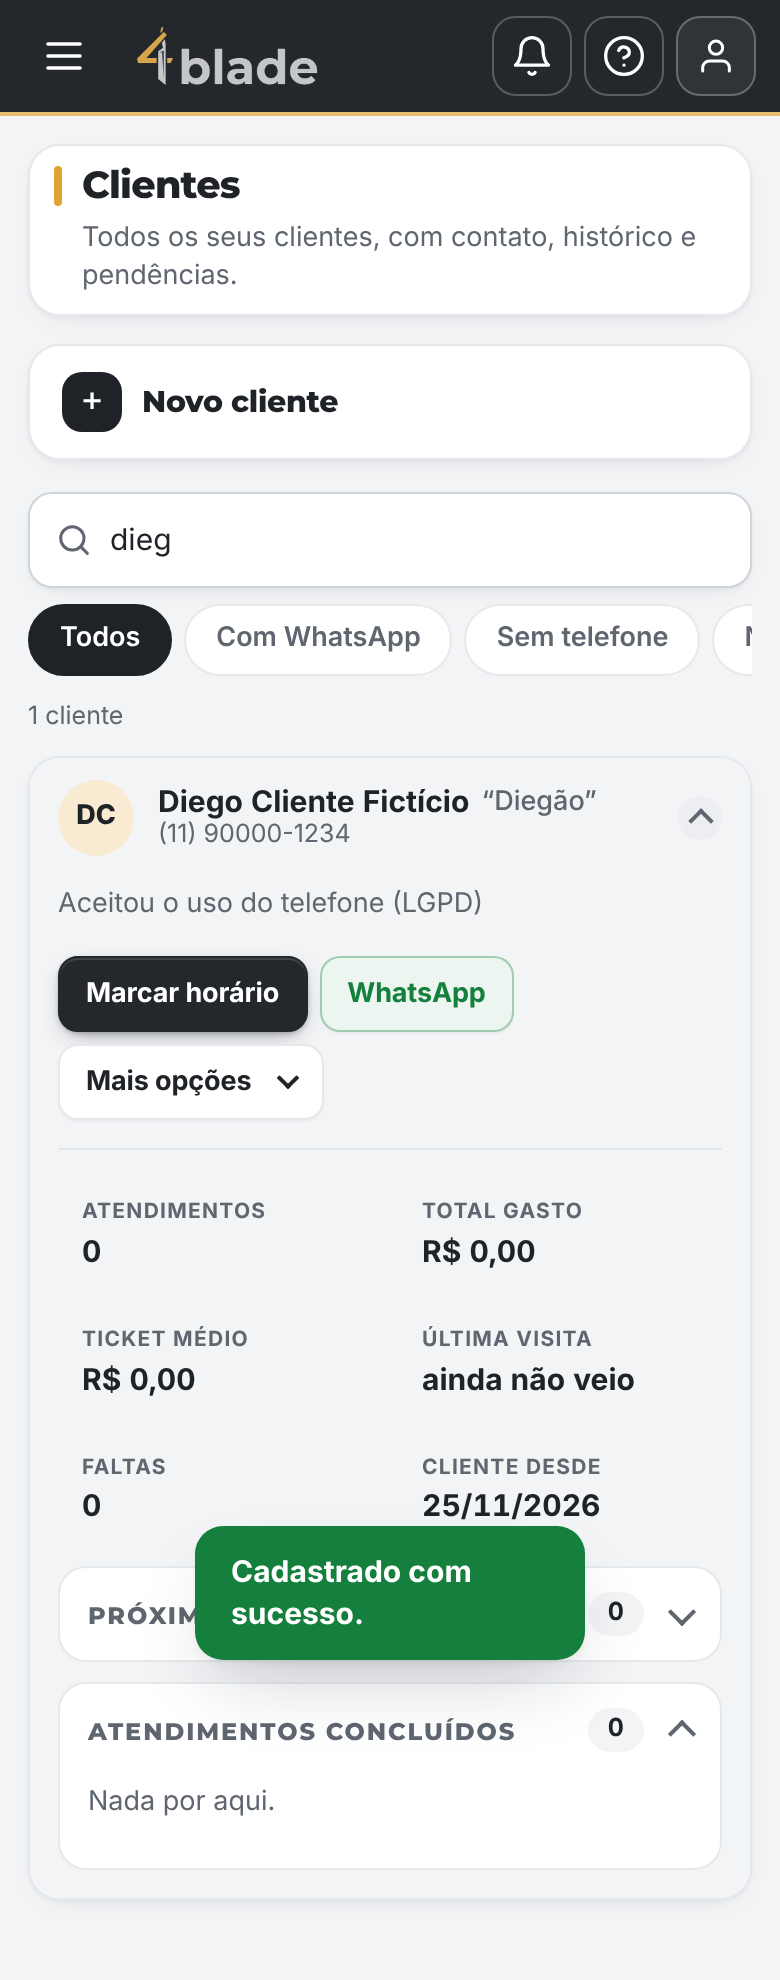 4blade
Clientes
Todos os seus clientes, com contato, histórico e
pendências.
+ Novo cliente
dieg
Todos Com WhatsApp Sem telefone
1 cliente
DC Diego Cliente Fictício “Diegão”
(11) 90000-1234
Aceitou o uso do telefone (LGPD)
Marcar horário WhatsApp
Mais opções
ATENDIMENTOS TOTAL GASTO
0 R$ 0,00
TICKET MÉDIO ÚLTIMA VISITA
R$ 0,00 ainda não veio
FALTAS CLIENTE DESDE
0 25/11/2026
Cadastrado com
sucesso.
0
ATENDIMENTOS CONCLUÍDOS 0
Nada por aqui.